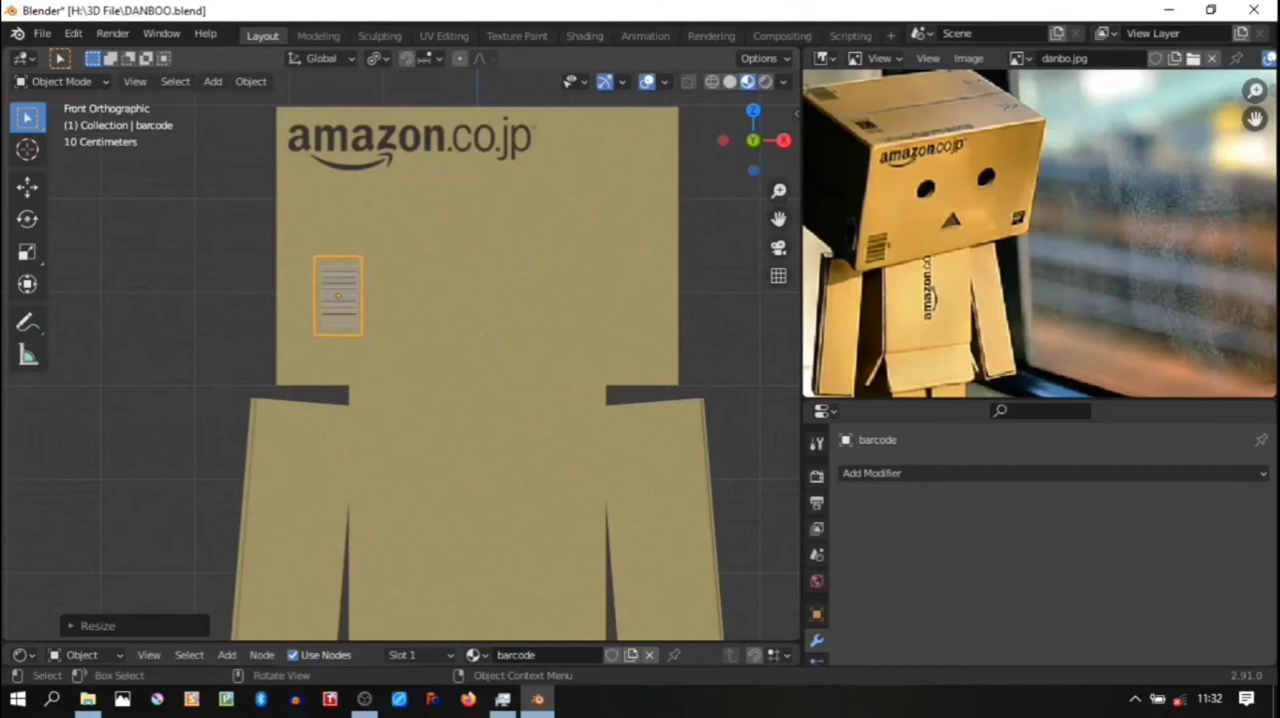 Blender* [H:\3D File\DANBOO.blend]
File Edit Render Window Help Layout Modeling Sculpting UV Editing Texture Paint Shading Animation Rendering Compositing Scripting + Scene View Layer
Global Options View View Image danbo.jpg
Object Mode View Select Add Object
Front Orthographic
(1) Collection | barcode
10 Centimeters
Z
Y
X
amazon.co.jp
amazon.co.jp
amazon.co
barcode
Add Modifier
Resize
Object View Select Add Node Use Nodes Slot 1 barcode
Select Box Select Rotate View Object Context Menu 2.91.0
11:32